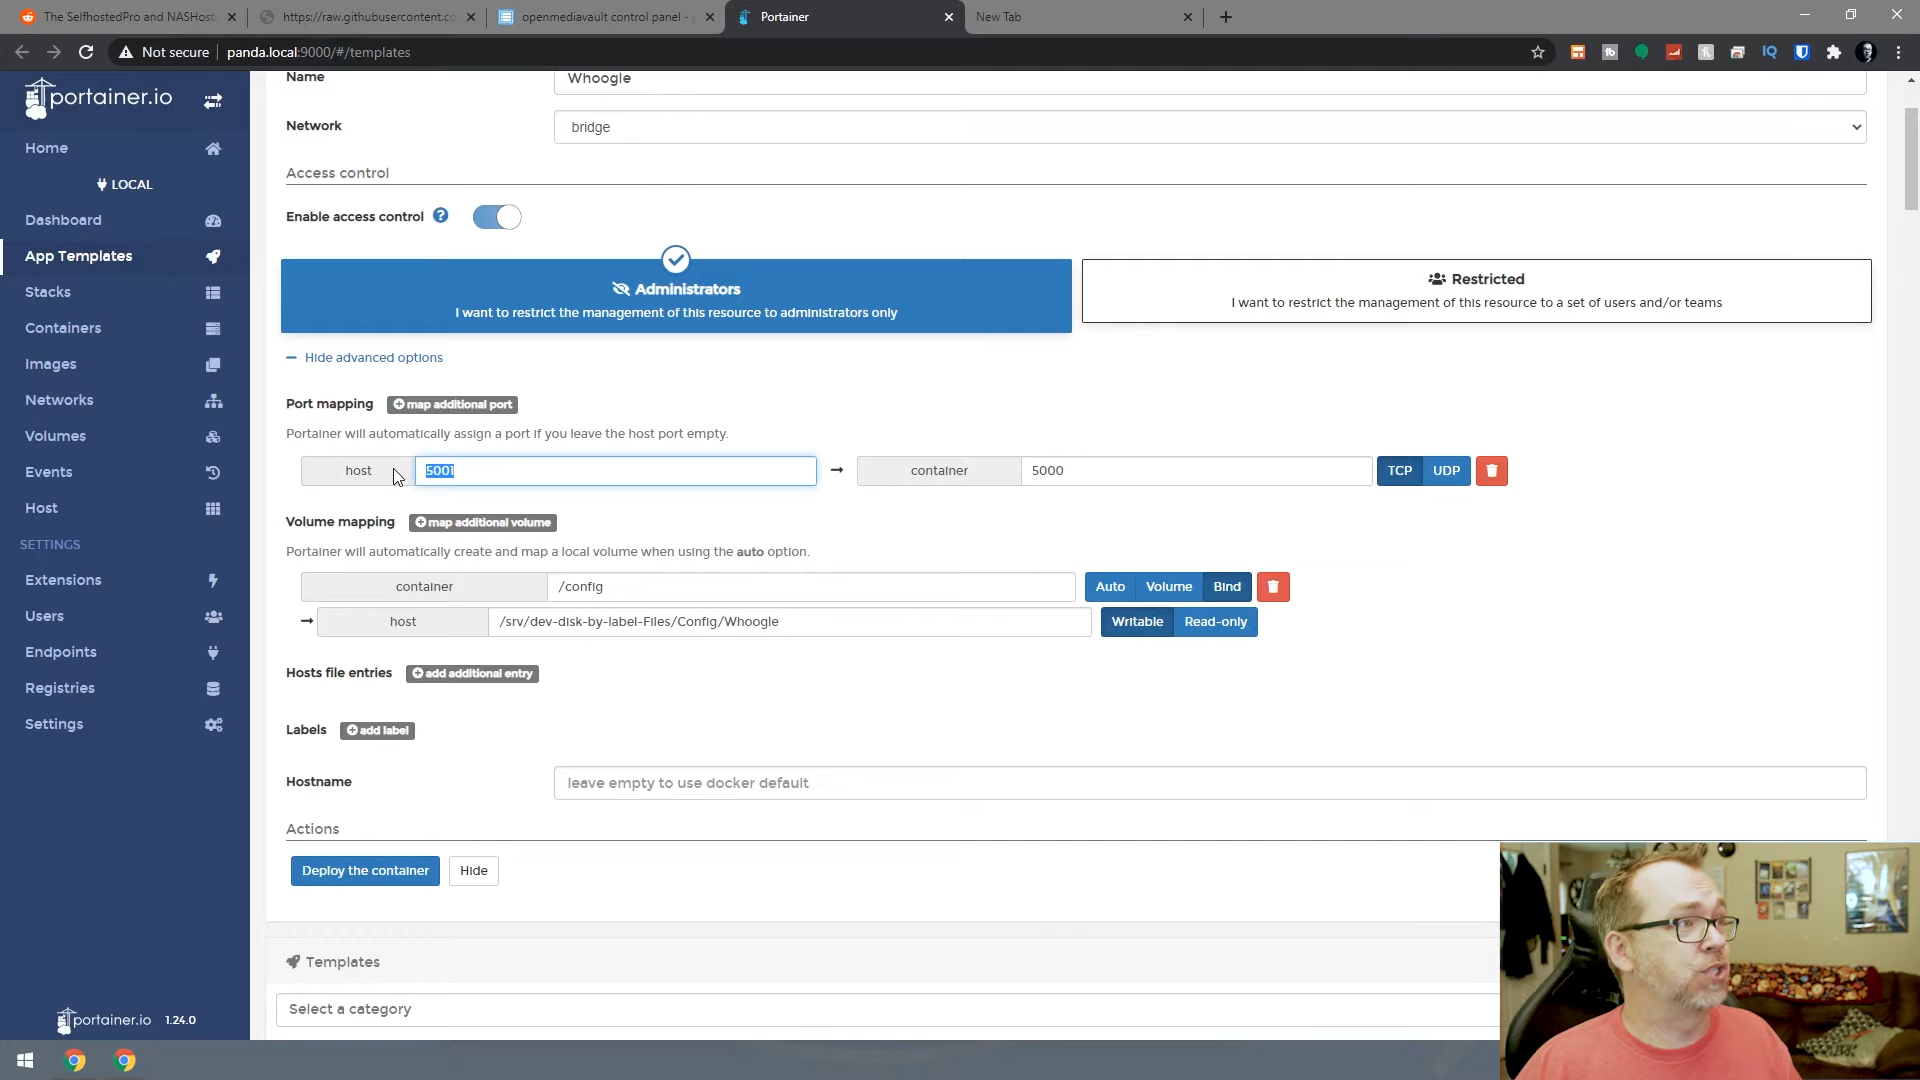 The SelfhostedPro and NASHost
https://raw.githubusercontent.co
openmediavault control panel -
Portainer
New Tab
Not secure
panda.local:9000/#/templates
portainer.io
Home
LOCAL
Dashboard
App Templates
Stacks
Containers
Images
Networks
Volumes
Events
Host
SETTINGS
Extensions
Users
Endpoints
Registries
Settings
portainer.io 1.24.0
Name
Whoogle
Network
bridge
Access control
Enable access control
Administrators
I want to restrict the management of this resource to administrators only
Restricted
I want to restrict the management of this resource to a set of users and/or teams
Hide advanced options
Port mapping
map additional port
Portainer will automatically assign a port if you leave the host port empty.
host
5001
container
5000
TCP
UDP
Volume mapping
map additional volume
Portainer will automatically create and map a local volume when using the auto option.
container
/config
Auto
Volume
Bind
host
/srv/dev-disk-by-label-Files/Config/Whoogle
Writable
Read-only
Hosts file entries
add additional entry
Labels
add label
Hostname
leave empty to use docker default
Actions
Deploy the container
Hide
Templates
Select a category